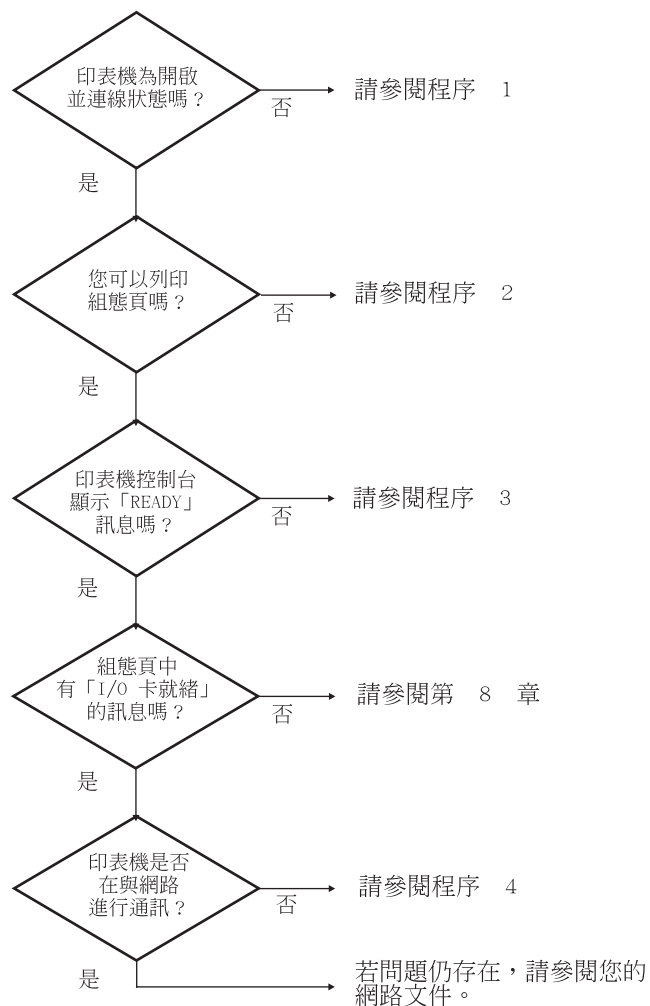 印表機為開啟
並連線狀態嗎？
否
請參閱程序 1
是
您可以列印
組態頁嗎？
否
請參閱程序 2
是
印表機控制台
顯示「READY」
訊息嗎？
否
請參閱程序 3
是
組態頁中
有「I/O 卡就緒」
的訊息嗎？
否
請參閱第 8 章
是
印表機是否
在與網路
進行通訊？
否
請參閱程序 4
是
若問題仍存在，請參閱您的
網路文件。